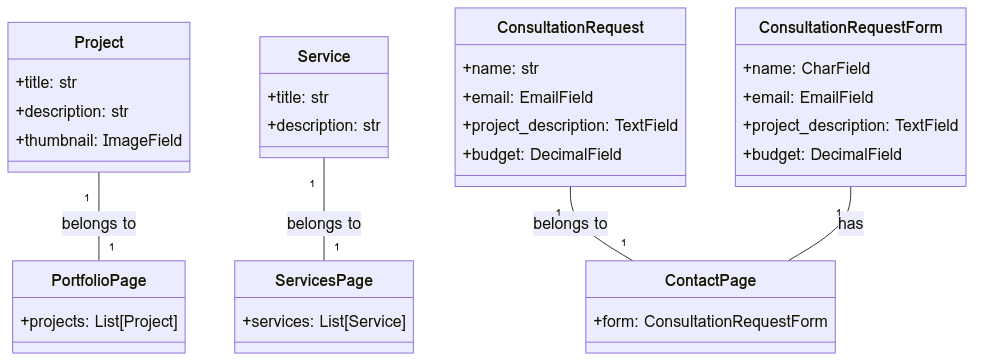 Project
+title: str
+description: str
+thumbnail: ImageField
Service
+title: str
+description: str
ConsultationRequest
+name: str
+email: EmailField
+project_description: TextField
+budget: DecimalField
ConsultationRequestForm
+name: CharField
+email: EmailField
+project_description: TextField
+budget: DecimalField
1
belongs to
1
1
belongs to
1
1
belongs to
1
1
has
PortfolioPage
+projects: List[Project]
ServicesPage
+services: List[Service]
ContactPage
+form: ConsultationRequestForm